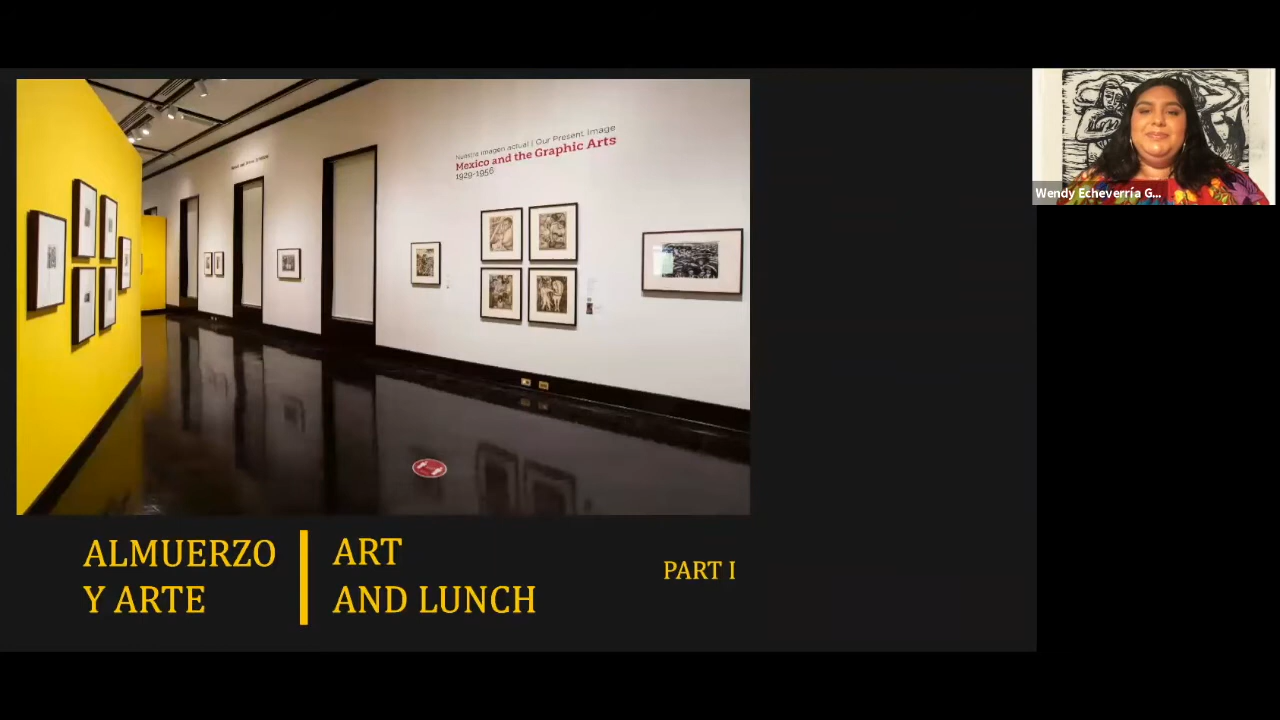 Nuestra imagen actual | Our Present Image
Mexico and the Graphic Arts
1929-1956
ALMUERZO
Y ARTE
ART
AND LUNCH
PART I
Wendy Echeverría G...